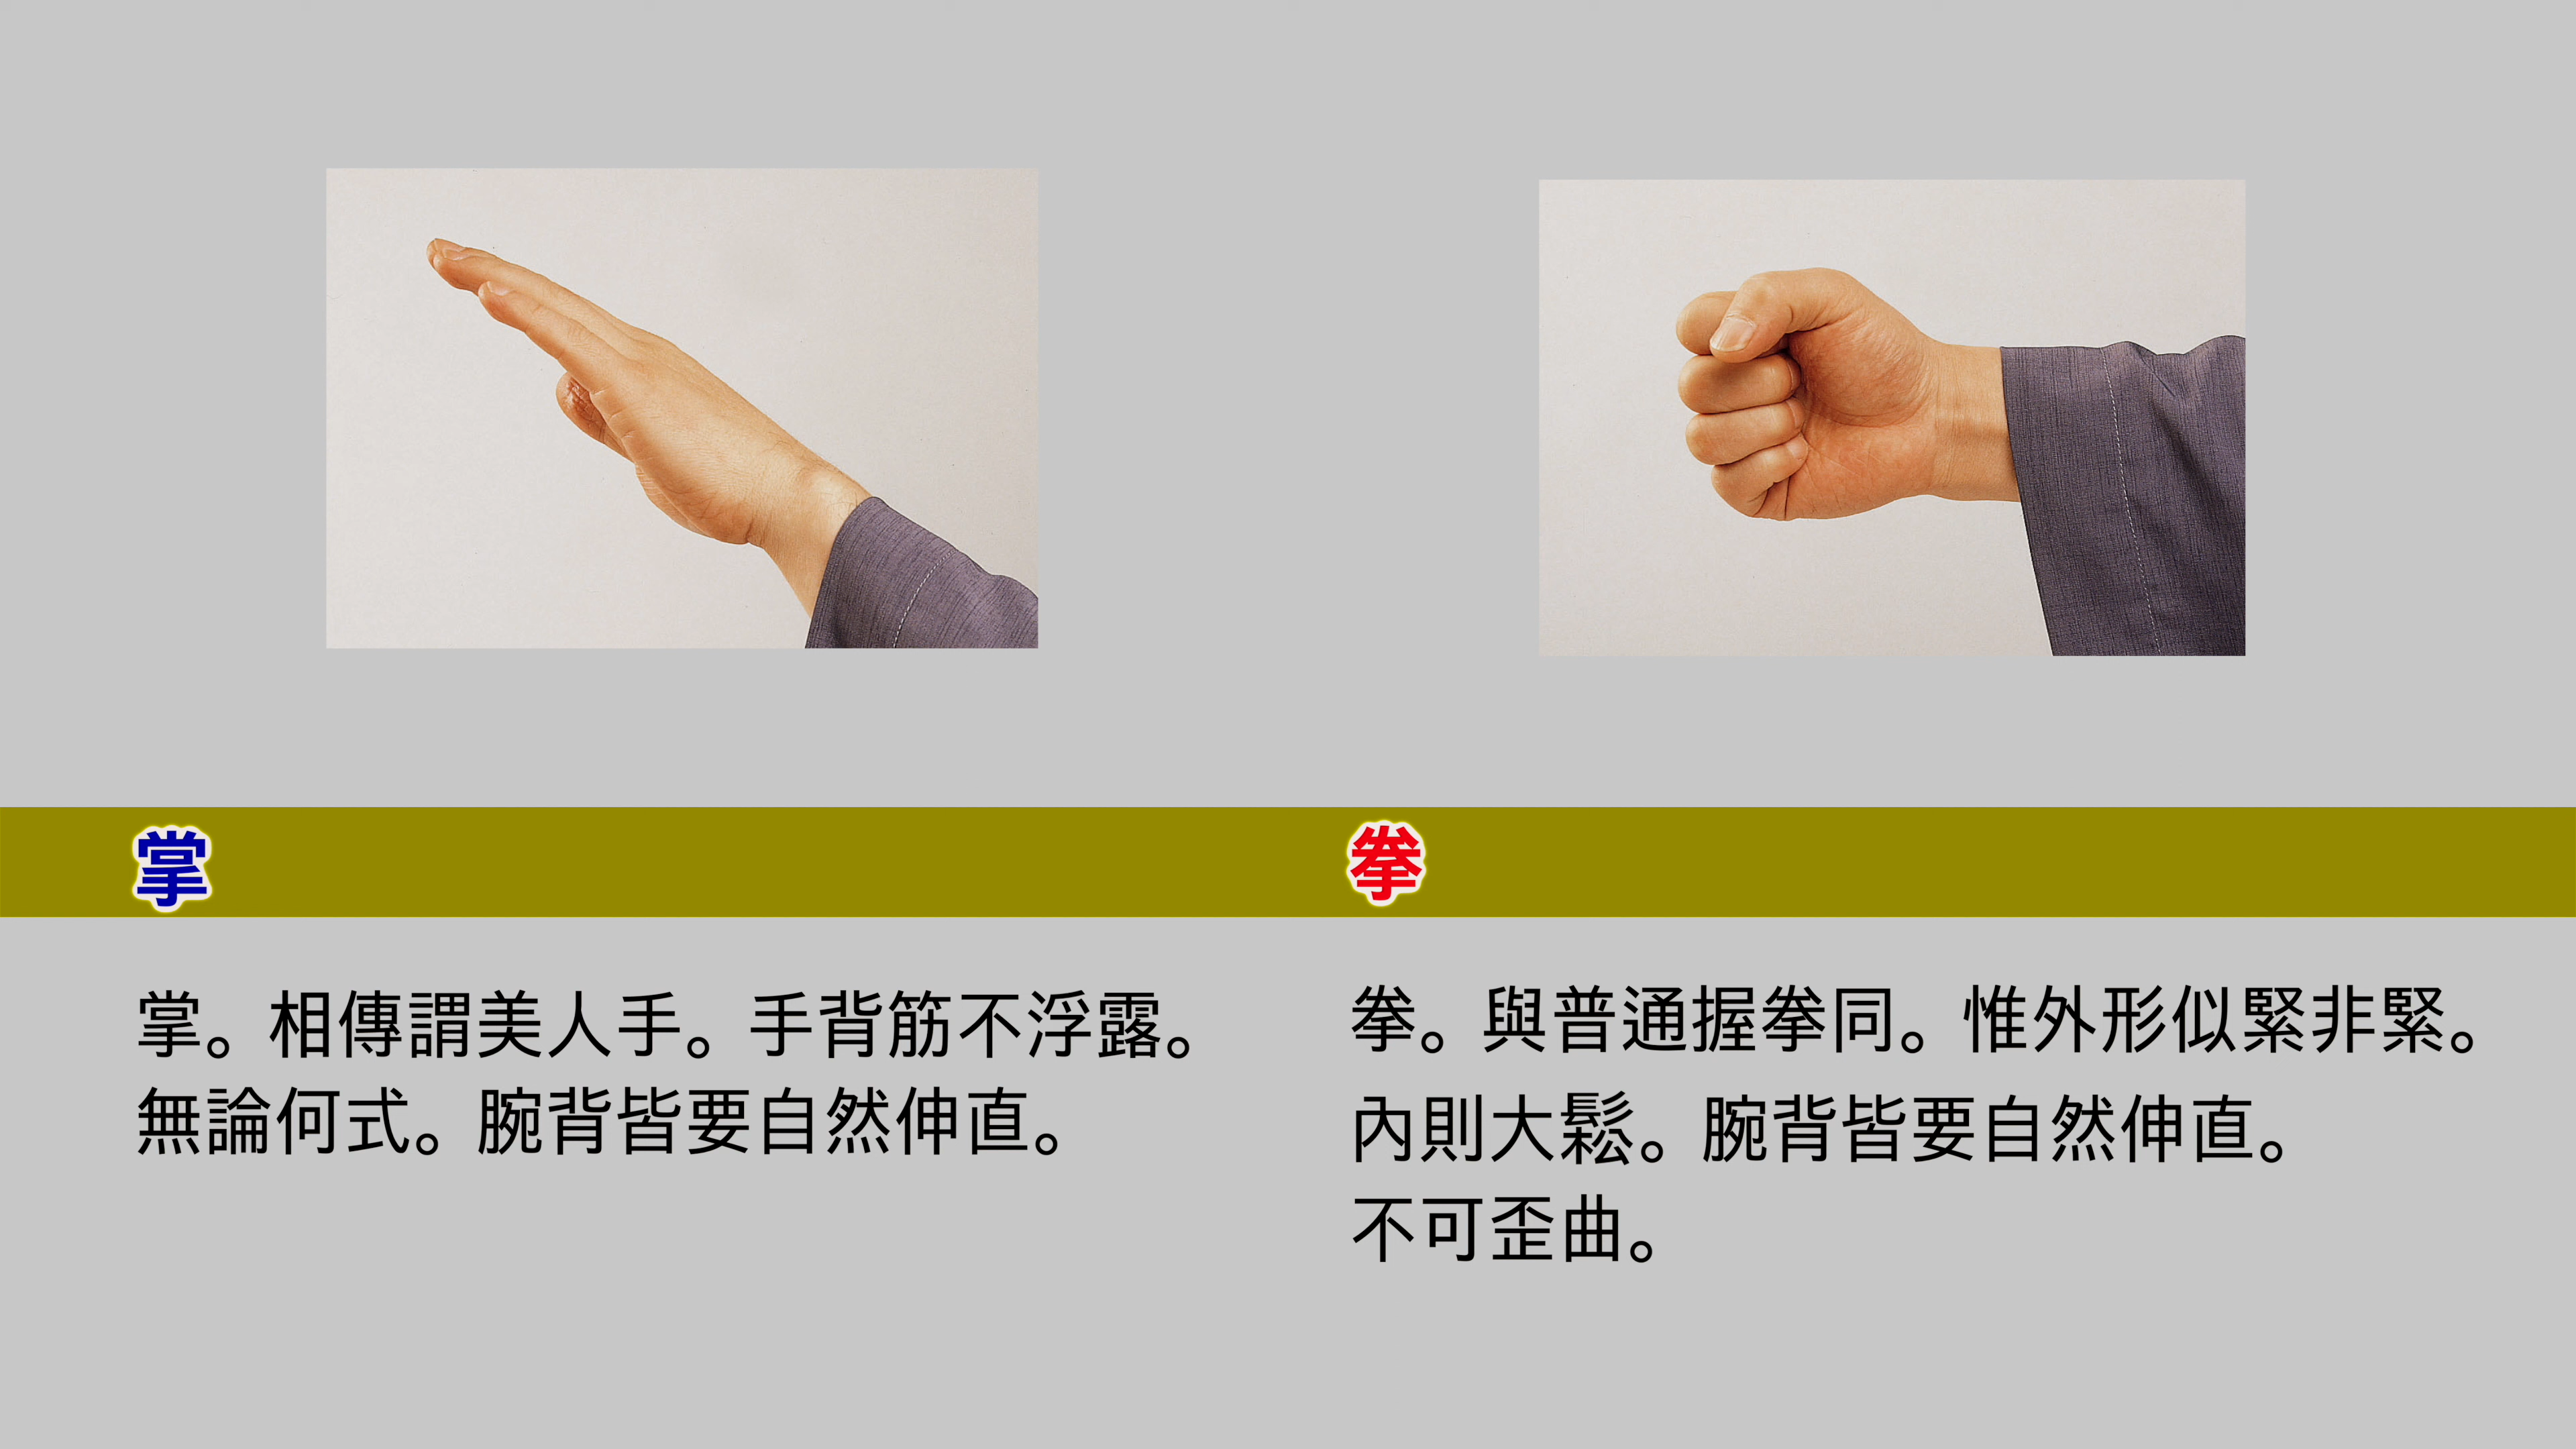 掌
掌。相傳謂美人手。手背筋不浮露。
無論何式。腕背皆要自然伸直。
拳
拳。與普通握拳同。惟外形似緊非緊。
內則大鬆。腕背皆要自然伸直。
不可歪曲。